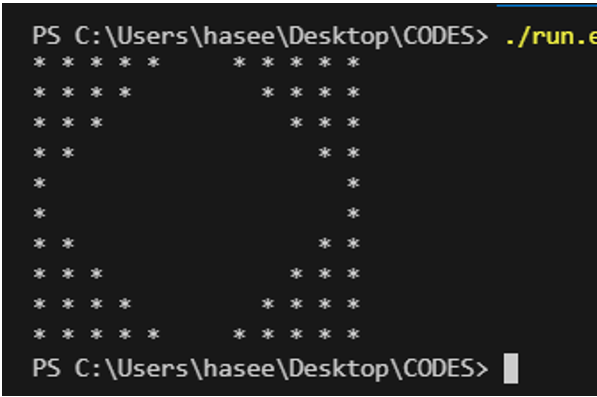 PS C:\Users\hasee\Desktop\CODES> ./run.e
* * * * *     * * * * *
* * * *         * * * *
* * *             * * *
* *                 * *
*                     *
*                     *
* *                 * *
* * *             * * *
* * * *         * * * *
* * * * *     * * * * *
PS C:\Users\hasee\Desktop\CODES>